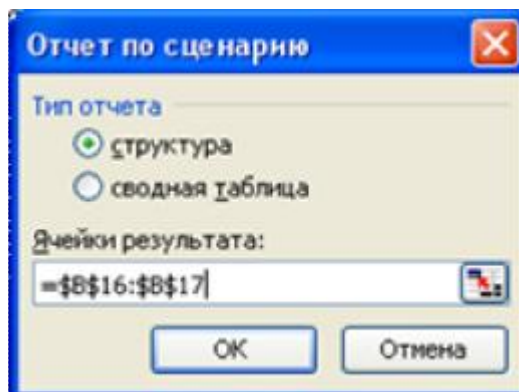 Отчет по сценарию
Тип отчета
структура
сводная таблица
Ячейки результата:
=$B$16:$B$17
ОК
Отмена